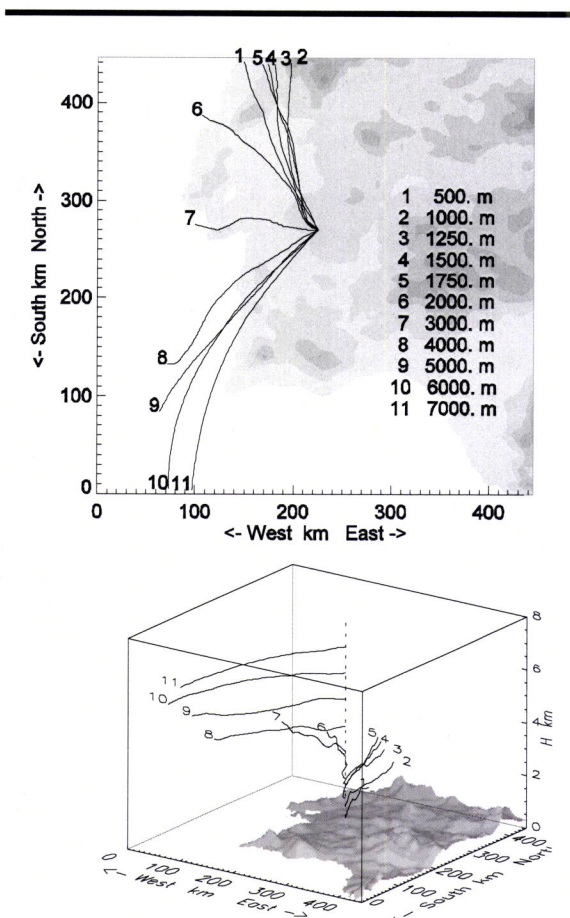 1 5 4 3 2
6
7
8
9
10 11
400
300
200
100
0
<- South km North ->
1 500. m
2 1000. m
3 1250. m
4 1500. m
5 1750. m
6 2000. m
7 3000. m
8 4000. m
9 5000. m
10 6000. m
11 7000. m
0 100 200 300 400
<- West km East ->
8
6
4
2
0
H km
11
10
9
8
7
6
5
4
3
2
1
0 100 200 300 400
<- West km East ->
0 100 200 300 400
<- South km North